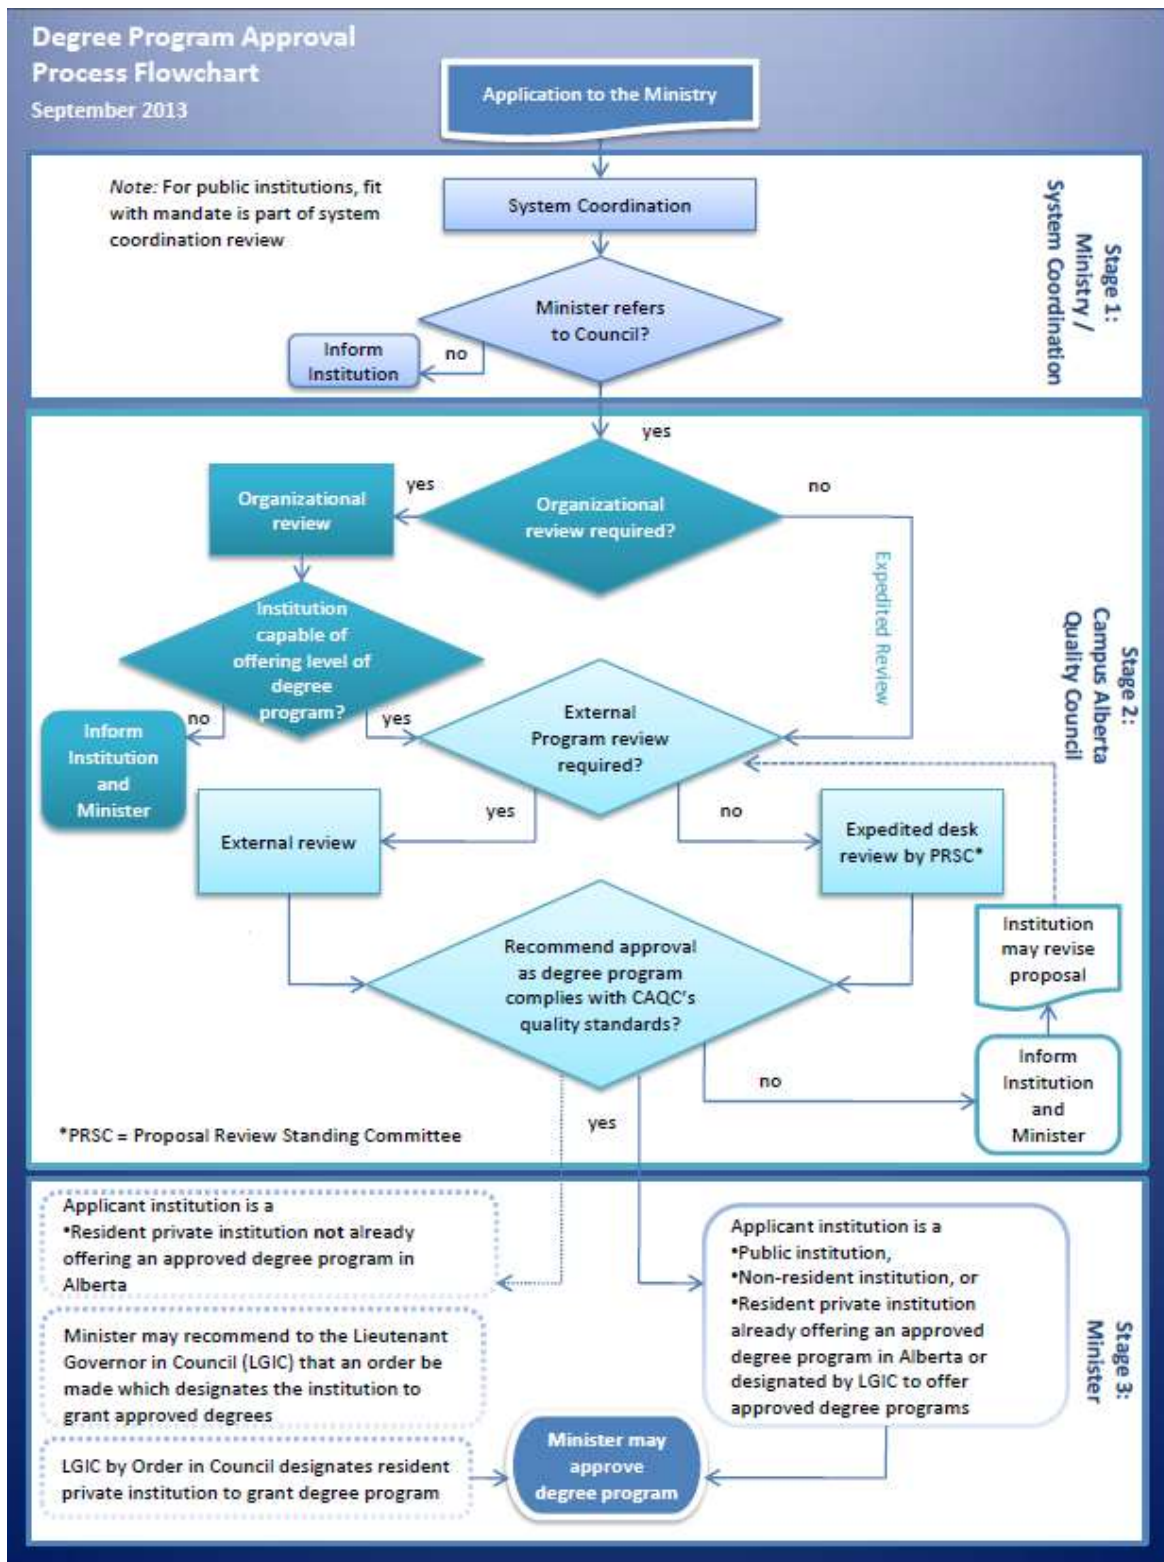 Degree Program Approval
Process Flowchart
September 2013
Application to the Ministry
Note: For public institutions, fit
with mandate is part of system
coordination review
System Coordination
Stage 1:
Ministry /
System Coordination
Minister refers
to Council?
no
Inform
Institution
yes
Organizational
review required?
yes
no
Organizational
review
Expedited Review
Institution
capable of
offering level of
degree
program?
no
yes
Inform
Institution
and
Minister
External
Program review
required?
Stage 2:
Campus Alberta
Quality Council
yes
no
External review
Expedited desk
review by PRSC*
Recommend approval
as degree program
complies with CAQC's
quality standards?
Institution
may revise
proposal
no
Inform
Institution
and
Minister
yes
*PRSC = Proposal Review Standing Committee
Applicant institution is a
•Resident private institution not already
offering an approved degree program in
Alberta
Minister may recommend to the Lieutenant
Governor in Council (LGIC) that an order be
made which designates the institution to
grant approved degrees
LGIC by Order in Council designates resident
private institution to grant degree program
Applicant institution is a
•Public institution,
•Non-resident institution, or
•Resident private institution
already offering an approved
degree program in Alberta or
designated by LGIC to offer
approved degree programs
Stage 3:
Minister
Minister may
approve
degree program